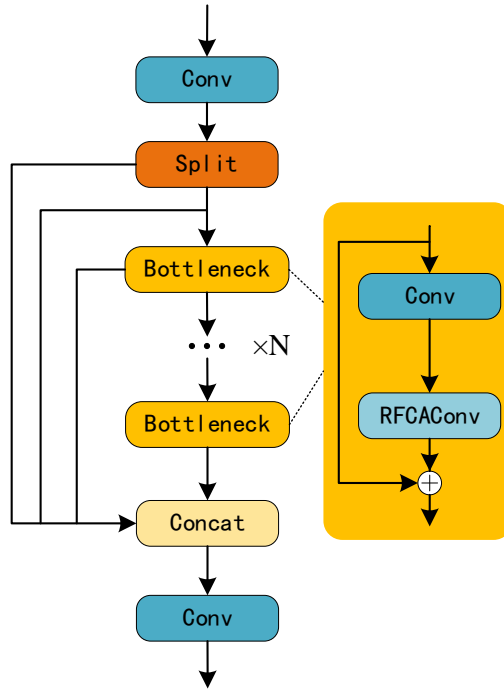 Conv
Split
Bottleneck
×N
Bottleneck
Concat
Conv
Conv
RFCAConv